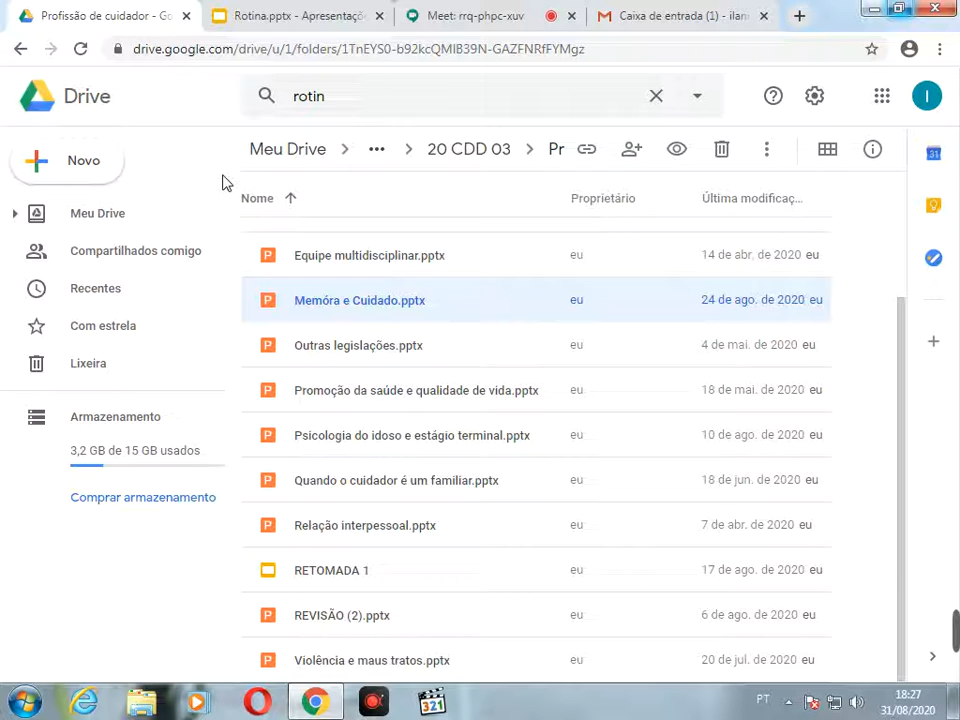 Profissão de cuidador - Go
Rotina.pptx - Apresentaçõ
Meet: rrq-phpc-xuv
Caixa de entrada (1) - ilan
drive.google.com/drive/u/1/folders/1TnEYS0-b92kcQMIB39N-GAZFNRfFYMgz
Drive
rotin
I
Novo
Meu Drive
20 CDD 03
Pr
Nome
Proprietário
Última modificaç...
Meu Drive
Compartilhados comigo
Recentes
Com estrela
Lixeira
Armazenamento
3,2 GB de 15 GB usados
Comprar armazenamento
Equipe multidisciplinar.pptx eu 14 de abr. de 2020 eu
Memóra e Cuidado.pptx eu 24 de ago. de 2020 eu
Outras legislações.pptx eu 4 de mai. de 2020 eu
Promoção da saúde e qualidade de vida.pptx eu 18 de mai. de 2020 eu
Psicologia do idoso e estágio terminal.pptx eu 10 de ago. de 2020 eu
Quando o cuidador é um familiar.pptx eu 18 de jun. de 2020 eu
Relação interpessoal.pptx eu 7 de abr. de 2020 eu
RETOMADA 1 eu 17 de ago. de 2020 eu
REVISÃO (2).pptx eu 6 de ago. de 2020 eu
Violência e maus tratos.pptx eu 20 de jul. de 2020 eu
31
321
PT
18:27
31/08/2020